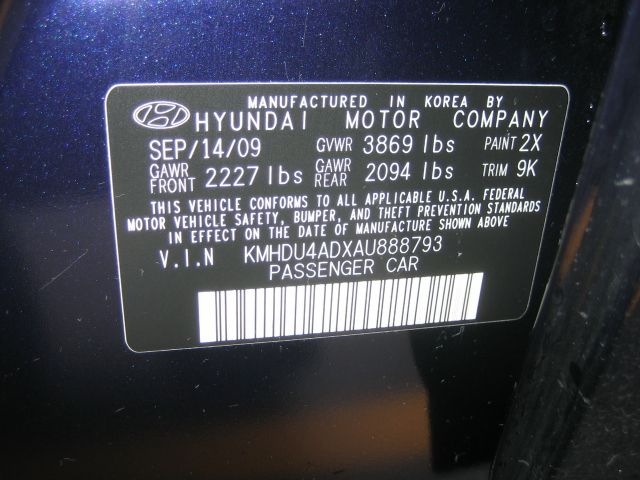 MANUFACTURED IN KOREA BY
HYUNDAI MOTOR COMPANY
SEP/14/09 GVWR 3869 lbs PAINT 2X
GAWR FRONT 2227 lbs GAWR REAR 2094 lbs TRIM 9K
THIS VEHICLE CONFORMS TO ALL APPLICABLE U.S.A. FEDERAL
MOTOR VEHICLE SAFETY, BUMPER, AND THEFT PREVENTION STANDARDS
IN EFFECT ON THE DATE OF MANUFACTURE SHOWN ABOVE
V.I.N KMHDU4ADXAU888793
PASSENGER CAR